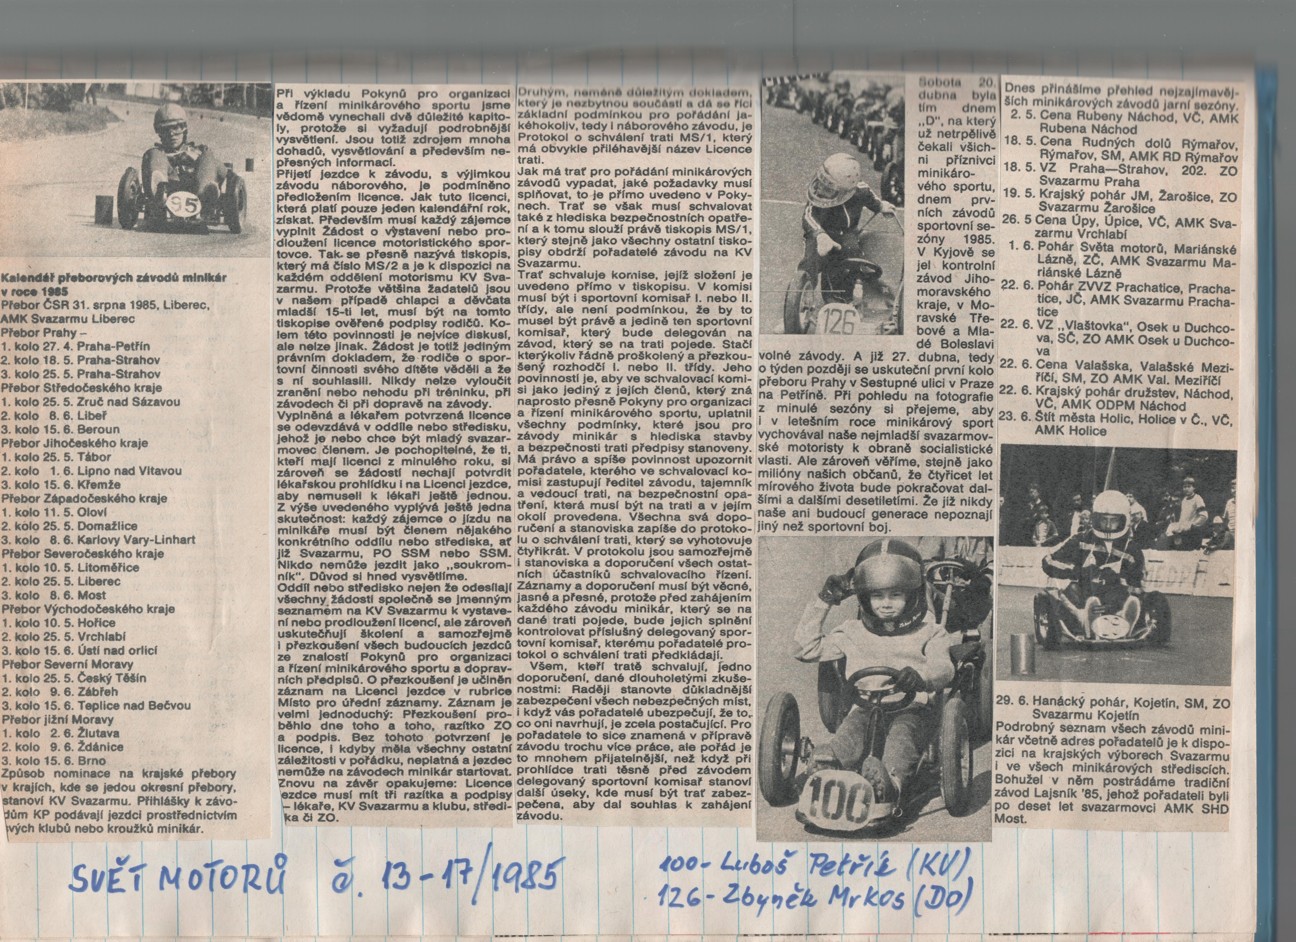 95
Kalendář přeborových závodů minikár
v roce 1985
Přebor ČSR 31. srpna 1985, Liberec,
AMK Svazarmu Liberec
Přebor Prahy –
1. kolo 27. 4. Praha-Petřín
2. kolo 18. 5. Praha-Strahov
3. kolo 25. 5. Praha-Strahov
Přebor Středočeského kraje
1. kolo 25. 5. Zruč nad Sázavou
2. kolo 8. 6. Libeř
3. kolo 15. 6. Beroun
Přebor Jihočeského kraje
1. kolo 25. 5. Tábor
2. kolo 1. 6. Lipno nad Vltavou
3. kolo 15. 6. Křemže
Přebor Západočeského kraje
1. kolo 11. 5. Oloví
2. kolo 25. 5. Domažlice
3. kolo 8. 6. Karlovy Vary-Linhart
Přebor Severočeského kraje
1. kolo 10. 5. Litoměřice
2. kolo 25. 5. Liberec
3. kolo 8. 6. Most
Přebor Východočeského kraje
1. kolo 10. 5. Hořice
2. kolo 25. 5. Vrchlabí
3. kolo 15. 6. Ústí nad orlicí
Přebor Severní Moravy
1. kolo 25. 5. Český Těšín
2. kolo 9. 6. Zábřeh
3. kolo 15. 6. Teplice nad Bečvou
Přebor jižní Moravy
1. kolo 2. 6. Žlutava
2. kolo 9. 6. Ždánice
3. kolo 15. 6. Brno
Způsob nominace na krajské přebory
v krajích, kde se jedou okresní přebory,
stanoví KV Svazarmu. Přihlášky k závo-
dům KP podávají jezdci prostřednictvím
svých klubů nebo kroužků minikár.
Při výkladu Pokynů pro organizaci
a řízení minikárového sportu jsme
vědomě vynechali dvě důležité kapito-
ly, protože si vyžadují podrobnější
vysvětlení. Jsou totiž zdrojem mnoha
dohadů, vysvětlování a především ne-
přesných informací.
Přijetí jezdce k závodu, s výjimkou
závodu náborového, je podmíněno
předložením licence. Jak tuto licenci,
která platí pouze jeden kalendářní rok,
získat. Především musí každý zájemce
vyplnit Žádost o výstavení nebo pro-
dloužení licence motoristického spor-
tovce. Tak se přesně nazývá tiskopis,
který má číslo MS/2 a je k dispozici na
každém oddělení motorismu KV Sva-
zarmu. Protože většina žadatelů jsou
v našem případě chlapci a děvčata
mladší 15-ti let, musí být na tomto
tiskopise ověřené podpisy rodičů. Ko-
lem této povinnosti je nejvíce diskusí,
ale nelze jinak. Žádost je totiž jediným
právním dokladem, že rodiče o spor-
tovní činnosti svého dítěte vědělí a že
s ní souhlasili. Nikdy nelze vyloučit
zranění nebo nehodu při tréninku, při
závodech či při dopravě na závody.
Vyplněná a lékařem potvrzená licence
se odevzdává v oddíle nebo středisku,
jehož je nebo chce být mladý svazar-
movec členem. Je pochopitelné, že ti,
kteří mají licenci z minulého roku, si
zároveň se žádostí nechají potvrdit
lékařskou prohlídku i na Licenci jezdce,
aby nemuseli k lékaři ještě jednou.
Z výše uvedeného vyplývá ještě jedna
skutečnost: každý zájemce o jízdu na
minikáře musí být členem nějakého
konkrétního oddílu nebo střediska, ať
již Svazarmu, PO SSM nebo SSM.
Nikdo nemůže jezdit jako „soukrom-
ník". Důvod si hned vysvětlíme.
Oddíl nebo středisko nejen že odesílají
všechny žádosti společně se jmenným
seznamem na KV Svazarmu k vystave-
ní nebo prodloužení licencí, ale zároveň
uskutečňují školení a samozřejmě
i přezkoušení všech budoucích jezdců
ze znalostí Pokynů pro organizaci
a řízení minikárového sportu a doprav-
ních předpisů. O přezkoušení je učiněn
záznam na Licenci jezdce v rubrice
Místo pro úřední záznamy. Záznam je
velmi jednoduchý: Přezkoušení pro-
běhlo dne toho a toho, razítko ZO
a podpis. Bez tohoto potvrzení je
licence, i kdyby měla všechny ostatní
záležitosti v pořádku, neplatná a jezdec
nemůže na závodech minikár startovat.
Znovu na závěr opakujeme: Licence
jezdce musí mít tři razítka a podpisy
– lékaře, KV Svazarmu a klubu, středi-
ka či ZO.
Druhým, neméně důležitým dokladem,
který je nezbytnou součástí a dá se říci
základní podmínkou pro pořádání ja-
kéhokoliv, tedy i náborového závodu, je
Protokol o schválení trati MS/1, který
má obvykle přiléhavější název Licence
trati.
Jak má trať pro pořádání minikárových
závodů vypadat, jaké požadavky musí
splňovat, to je přímo uvedeno v Poky-
nech. Trať se však musí schvalovat
také z hlediska bezpečnostních opatře-
ní a k tomu slouží právě tiskopis MS/1,
který stejně jako všechny ostatní tisko-
pisy obdrží pořadatelé závodu na KV
Svazarmu.
Trať schvaluje komise, jejíž složení je
uvedeno přímo v tiskopisu. V komisi
musí být i sportovní komisař I. nebo II.
třídy, ale není podmínkou, že by to
musel být právě a jedině ten sportovní
komisař, který bude delegován na
závod, který se na trati pojede. Stačí
kterýkoliv řádně proškolený a přezkou-
šený rozhodčí I. nebo II. třídy. Jeho
povinností je, aby ve schvalovací komi-
si jako jediný z jejích členů, který zná
naprosto přesně Pokyny pro organizaci
a řízení minikárového sportu, uplatnil
všechny podmínky, které jsou pro
závody minikár s hlediska stavby
a bezpečnosti trati předpisy stanoveny.
Má právo a spíše povinnost upozornit
pořadatele, kterého ve schvalovací ko-
misi zastupují ředitel závodu, tajemník
a vedoucí trati, na bezpečnostní opa-
tření, která musí být na trati a v jejím
okolí provedena. Všechna svá dopo-
ručení a stanoviska zapíše do protoko-
lu o schválení trati, který se vyhotovuje
čtyřikrát. V protokolu jsou samozřejmě
i stanoviska a doporučení všech ostat-
ních účastníků schvalovacího řízení.
Záznamy a doporučení musí být věcné,
jasné a přesné, protože před zahájením
každého závodu minikár, který se na
dané trati pojede, bude jejich splnění
kontrolovat příslušný delegovaný spor-
tovní komisař, kterému pořadatelé pro-
tokol o schválení trati předkládají.
Všem, kteří tratě schvalují, jedno
doporučení, dané dlouholetými zkuše-
nostmi: Raději stanovte důkladnější
zabezpečení všech nebezpečných míst,
i když vás pořadatelé ubezpečují, že to,
co oni navrhují, je zcela postačující. Pro
pořadatele to sice znamená v přípravě
závodu trochu více práce, ale pořád je
to mnohem přijatelnější, než když při
prohlídce trati těsně před závodem
delegovaný sportovní komisař stanoví
další úseky, kde musí být trať zabez-
pečena, aby dal souhlas k zahájení
závodu.
126
Sobota 20.
dubna byla
tím dnem
„D", na který
už netrpělivě
čekali všich-
ni příznivci
minikáro-
vého sportu,
dnem prv-
ních závodů
sportovní se-
zóny 1985.
V Kyjově se
jel kontrolní
závod Jiho-
moravského
kraje, v Mo-
ravské Tře-
bové a Mla-
dé Boleslavi
volné závody. A již 27. dubna, tedy
o týden později se uskuteční první kolo
přeboru Prahy v Sestupné ulici v Praze
na Petříně. Při pohledu na fotografie
z minulé sezóny si přejeme, aby
i v letešním roce minikárový sport
vychovával naše nejmladší svazarmov-
ské motoristy k obraně socialistické
vlasti. Ale zároveň věříme, stejně jako
milióny našich občanů, že čtyřicet let
mírového života bude pokračovat dal-
šími a dalšími desetiletími. Že již nikdy
naše ani budoucí generace nepoznají
jiný než sportovní boj.
100
Dnes přinášíme přehled nejzajímavěj-
ších minikárových závodů jarní sezóny.
2. 5. Cena Rubeny Náchod, VČ, AMK
Rubena Náchod
18. 5. Cena Rudných dolů Rýmařov,
Rýmařov, SM, AMK RD Rýmařov
18. 5. VZ Praha—Strahov, 202. ZO
Svazarmu Praha
19. 5. Krajský pohár JM, Žarošice, ZO
Svazarmu Žarošice
26. 5 Cena Úpy, Úpice, VČ, AMK Sva-
zarmu Vrchlabí
1. 6. Pohár Světa motorů, Mariánské
Lázně, ZČ, AMK Svazarmu Ma-
riánské Lázně
22. 6. Pohár ZVVZ Prachatice, Pracha-
tice, JČ, AMK Svazarmu Pracha-
tice
22. 6. VZ „Vlaštovka", Osek u Duchco-
va, SČ, ZO AMK Osek u Duchco-
va
22. 6. Cena Valašska, Valašské Mezi-
říčí, SM, ZO AMK Val. Meziříčí
22. 6. Krajský pohár družstev, Náchod,
VČ, AMK ODPM Náchod
23. 6. Štít města Holic, Holice v Č., VČ,
AMK Holice
29. 6. Hanácký pohár, Kojetín, SM, ZO
Svazarmu Kojetín
Podrobný seznam všech závodů mini-
kár včetně adres pořadatelů je k dispo-
zici na krajských výborech Svazarmu
i ve všech minikárových střediscích.
Bohužel v něm postrádáme tradiční
závod Lajsník '85, jehož pořadateli byli
po deset let svazarmovci AMK SHD
Most.
SVĚT MOTORŮ č. 13-17/1985
100- Luboš Petřík (KV)
126- Zbyněk Mrkos (DO)